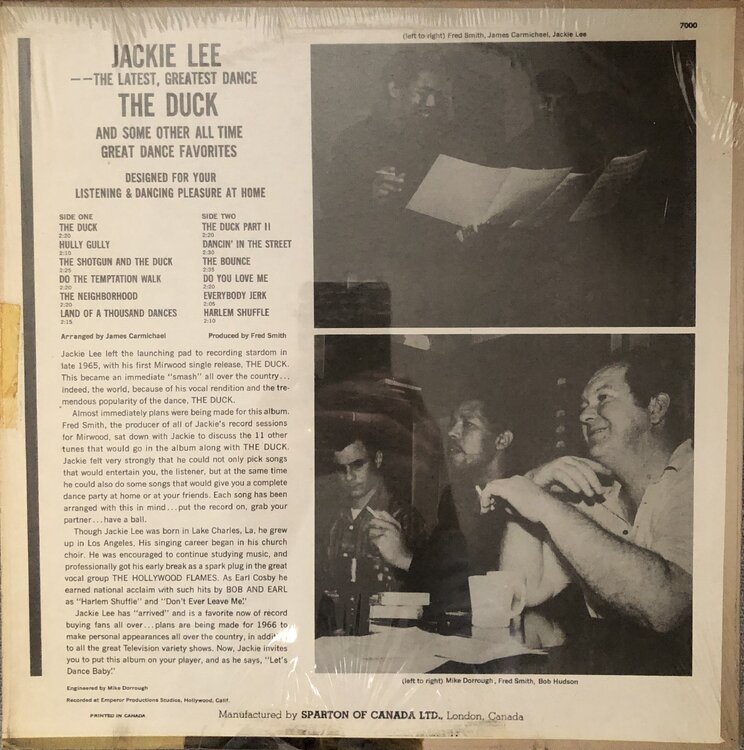 7000
(left to right) Fred Smith, James Carmichael, Jackie Lee
JACKIE LEE
——THE LATEST, GREATEST DANCE
THE DUCK
AND SOME OTHER ALL TIME
GREAT DANCE FAVORITES
DESIGNED FOR YOUR
LISTENING & DANCING PLEASURE AT HOME
SIDE ONE
THE DUCK
2:20
HULLY GULLY
2:10
THE SHOTGUN AND THE DUCK
2:25
DO THE TEMPTATION WALK
2:20
THE NEIGHBORHOOD
2:20
LAND OF A THOUSAND DANCES
2:15
SIDE TWO
THE DUCK PART II
2:20
DANCIN' IN THE STREET
2:30
THE BOUNCE
2:35
DO YOU LOVE ME
2:20
EVERYBODY JERK
2:05
HARLEM SHUFFLE
2:10
Arranged by James Carmichael
Produced by Fred Smith
Jackie Lee left the launching pad to recording stardom in
late 1965, with his first Mirwood single release, THE DUCK.
This became an immediate "smash" all over the country...
indeed, the world, because of his vocal rendition and the tre-
mendous popularity of the dance, THE DUCK.
Almost immediately plans were being made for this album.
Fred Smith, the producer of all of Jackie's record sessions
for Mirwood, sat down with Jackie to discuss the 11 other
tunes that would go in the album along with THE DUCK.
Jackie felt very strongly that he could not only pick songs
that would entertain you, the listener, but at the same time
he could also do some songs that would give you a complete
dance party at home or at your friends. Each song has been
arranged with this in mind...put the record on, grab your
partner...have a ball.
Though Jackie Lee was born in Lake Charles, La, he grew
up in Los Angeles. His singing career began in his church
choir. He was encouraged to continue studying music, and
professionally got his early break as a spark plug in the great
vocal group THE HOLLYWOOD FLAMES. As Earl Cosby he
earned national acclaim with such hits by BOB AND EARL
as "Harlem Shuffle" and "Don't Ever Leave Me."
Jackie Lee has "arrived" and is a favorite now of record
buying fans all over...plans are being made for 1966 to
make personal appearances all over the country, in addition
to all the great Television variety shows. Now, Jackie invites
you to put this album on your player, and as he says, "Let's
Dance Baby."
(left to right) Mike Dorrough, Fred Smith, Bob Hudson
Engineered by Mike Dorrough
Recorded at Emperor Productions Studios, Hollywood, Calif.
PRINTED IN CANADA
Manufactured by SPARTON OF CANADA LTD., London, Canada